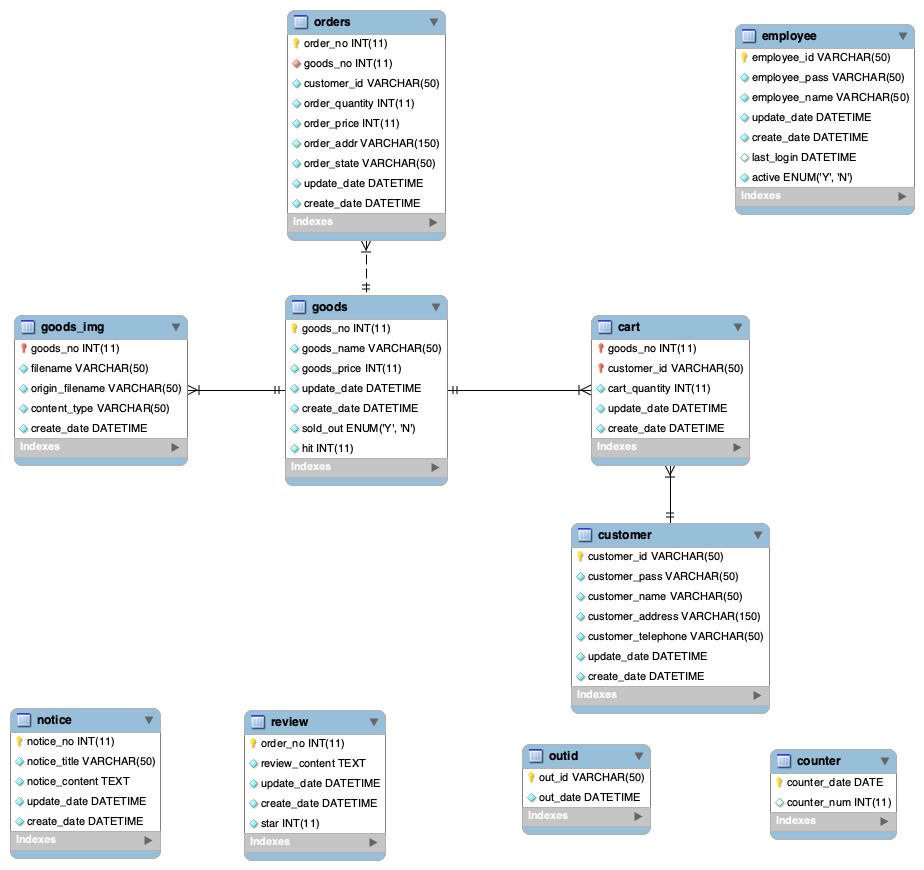 orders
order_no INT(11)
goods_no INT(11)
customer_id VARCHAR(50)
order_quantity INT(11)
order_price INT(11)
order_addr VARCHAR(150)
order_state VARCHAR(50)
update_date DATETIME
create_date DATETIME
Indexes
employee
employee_id VARCHAR(50)
employee_pass VARCHAR(50)
employee_name VARCHAR(50)
update_date DATETIME
create_date DATETIME
last_login DATETIME
active ENUM('Y', 'N')
Indexes
goods_img
goods_no INT(11)
filename VARCHAR(50)
origin_filename VARCHAR(50)
content_type VARCHAR(50)
create_date DATETIME
Indexes
goods
goods_no INT(11)
goods_name VARCHAR(50)
goods_price INT(11)
update_date DATETIME
create_date DATETIME
sold_out ENUM('Y', 'N')
hit INT(11)
Indexes
cart
goods_no INT(11)
customer_id VARCHAR(50)
cart_quantity INT(11)
update_date DATETIME
create_date DATETIME
Indexes
customer
customer_id VARCHAR(50)
customer_pass VARCHAR(50)
customer_name VARCHAR(50)
customer_address VARCHAR(150)
customer_telephone VARCHAR(50)
update_date DATETIME
create_date DATETIME
Indexes
notice
notice_no INT(11)
notice_title VARCHAR(50)
notice_content TEXT
update_date DATETIME
create_date DATETIME
Indexes
review
order_no INT(11)
review_content TEXT
update_date DATETIME
create_date DATETIME
star INT(11)
Indexes
outid
out_id VARCHAR(50)
out_date DATETIME
Indexes
counter
counter_date DATE
counter_num INT(11)
Indexes